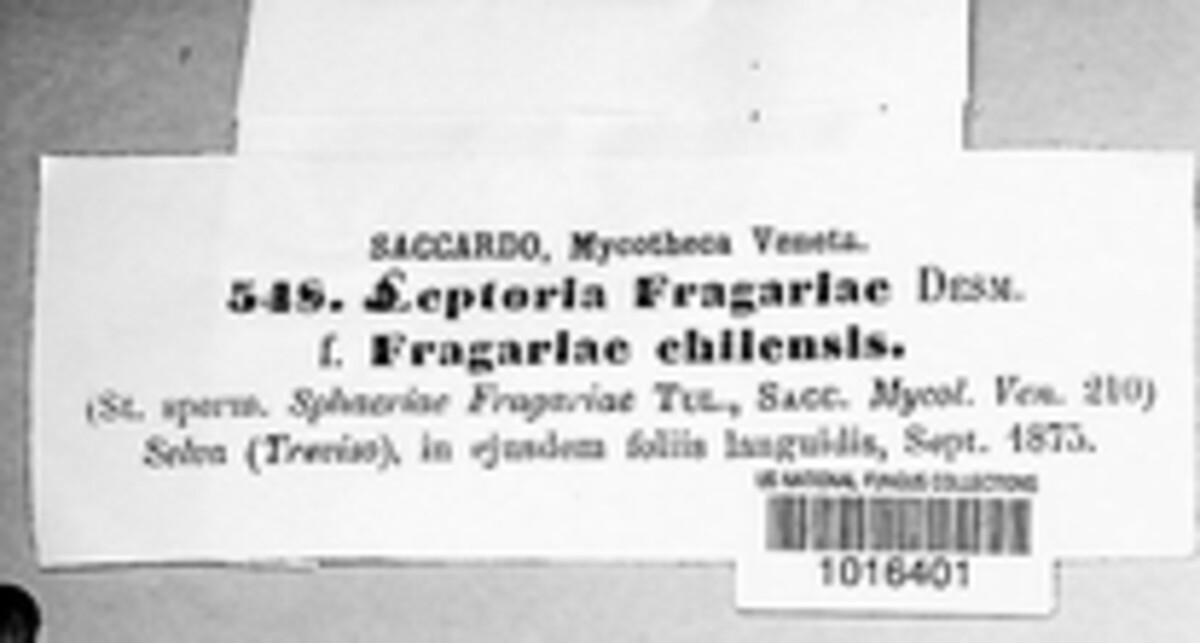 SACCARDO, Mycotheca Veneta.
548. Septoria Fragariae DESM.
f. Fragariae chilensis.
(St. sperm. Sphaeriae Fragariae TUL., SACC. Mycol. Ven. 210)
Selva (Treviso), in ejusdem foliis languidis, Sept. 1875.
US NATIONAL FUNGUS COLLECTIONS
1016401